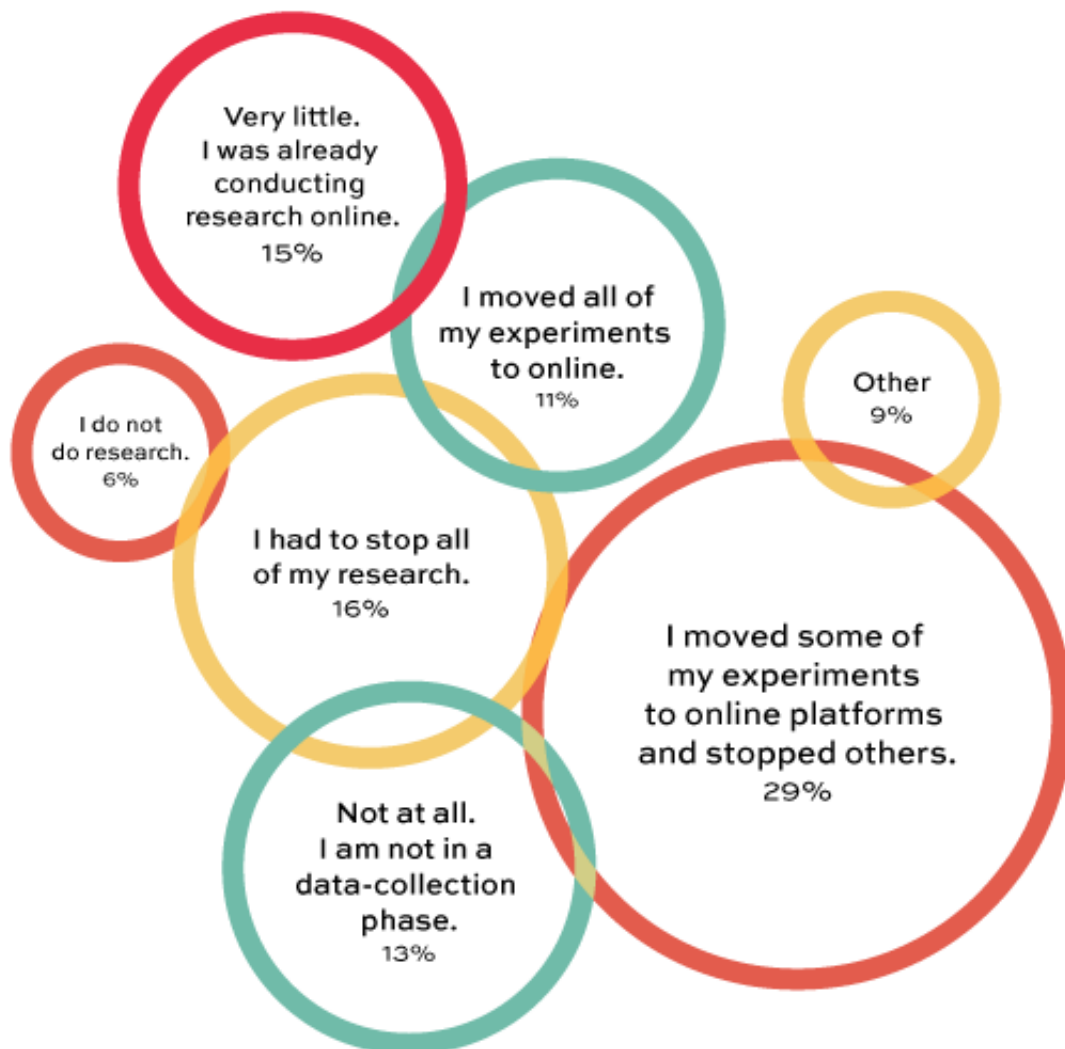 Very little.
I was already
conducting
research online.
15%
I moved all of
my experiments
to online.
11%
Other
9%
I do not
do research.
6%
I had to stop all
of my research.
16%
I moved some of
my experiments
to online platforms
and stopped others.
29%
Not at all.
I am not in a
data-collection
phase.
13%